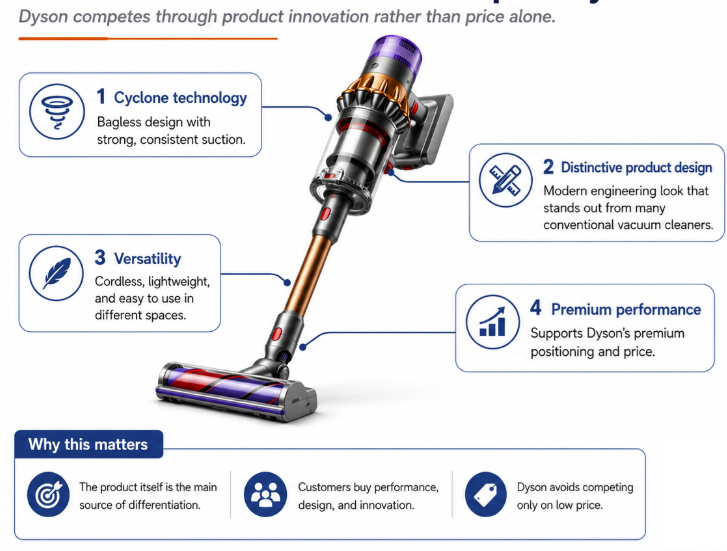 Dyson competes through product innovation rather than price alone.
1 Cyclone technology
Bagless design with
strong, consistent suction.
2 Distinctive product design
Modern engineering look that
stands out from many
conventional vacuum cleaners.
3 Versatility
Cordless, lightweight,
and easy to use in
different spaces.
4 Premium performance
Supports Dyson's premium
positioning and price.
Why this matters
The product itself is the main
source of differentiation.
Customers buy performance,
design, and innovation.
Dyson avoids competing
only on low price.